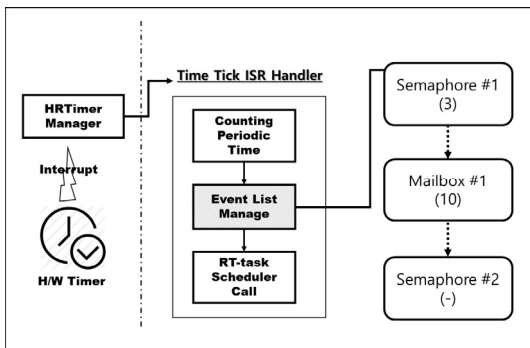 Time Tick ISR Handler
HRTimer
Manager
Interrupt
H/W Timer
Counting
Periodic
Time
Event List
Manage
RT-task
Scheduler
Call
Semaphore #1
(3)
Mailbox #1
(10)
Semaphore #2
(-)